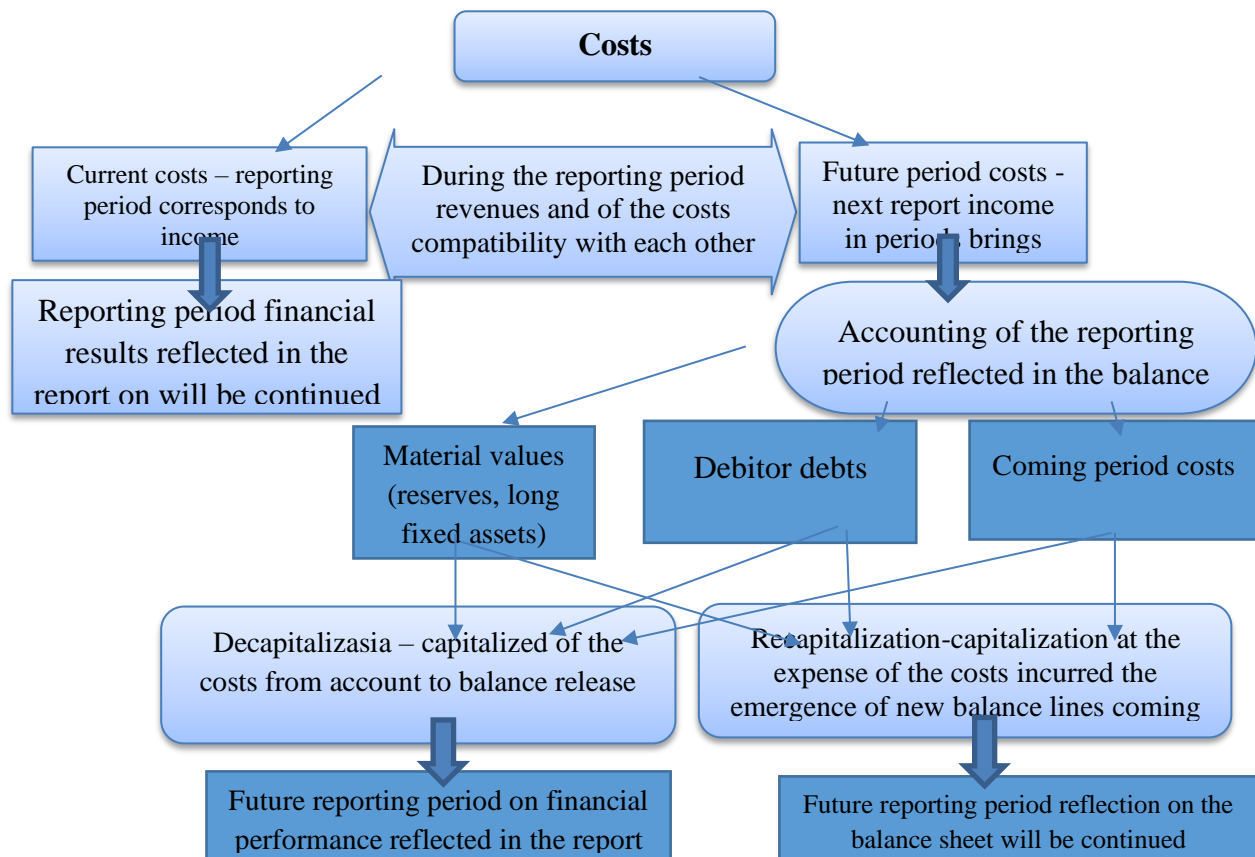 Costs
Current costs – reporting
period corresponds to
income
During the reporting period
revenues and of the costs
compatibility with each other
Future period costs -
next report income
in periods brings
Reporting period financial
results reflected in the
report on will be continued
Accounting of the reporting
period reflected in the balance
Material values
(reserves, long
fixed assets)
Debitor debts
Coming period costs
Decapitalizasia – capitalized of the
costs from account to balance release
Recapitalization-capitalization at the
expense of the costs incurred the
emergence of new balance lines coming
Future reporting period on financial
performance reflected in the report
Future reporting period reflection on the
balance sheet will be continued